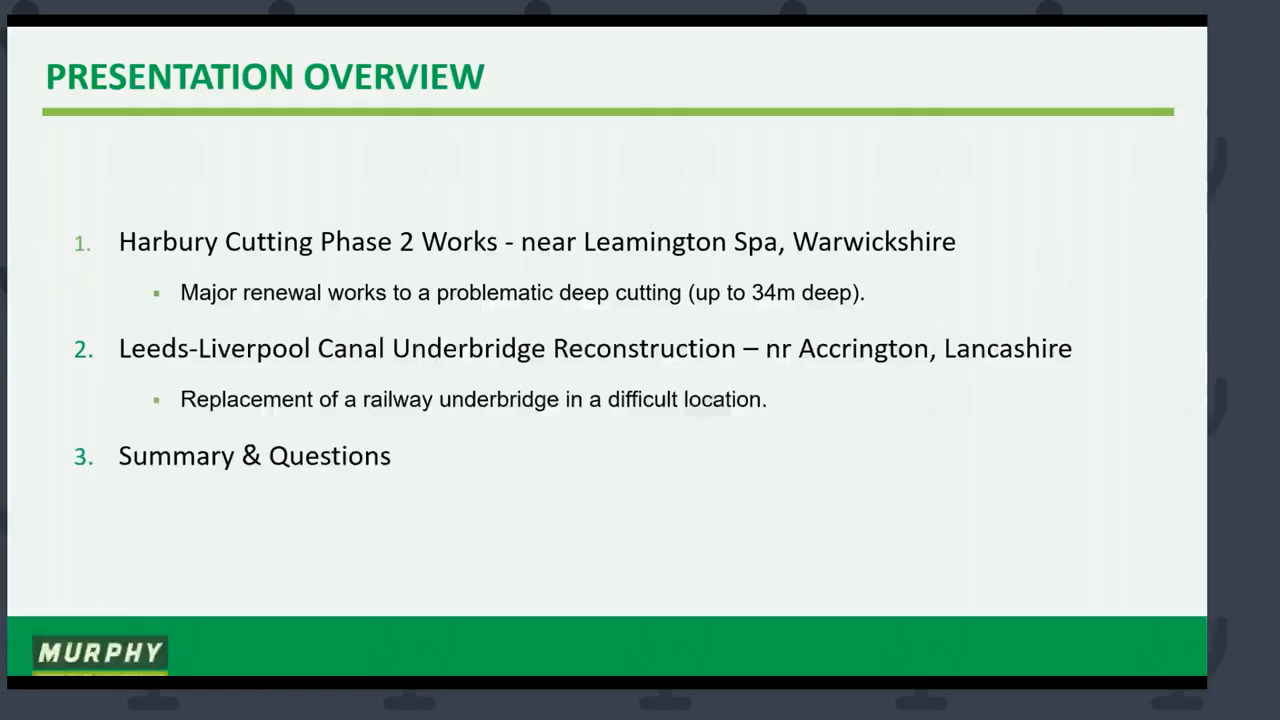 PRESENTATION OVERVIEW
1. Harbury Cutting Phase 2 Works - near Leamington Spa, Warwickshire
▪ Major renewal works to a problematic deep cutting (up to 34m deep).
2. Leeds-Liverpool Canal Underbridge Reconstruction – nr Accrington, Lancashire
▪ Replacement of a railway underbridge in a difficult location.
3. Summary & Questions
MURPHY